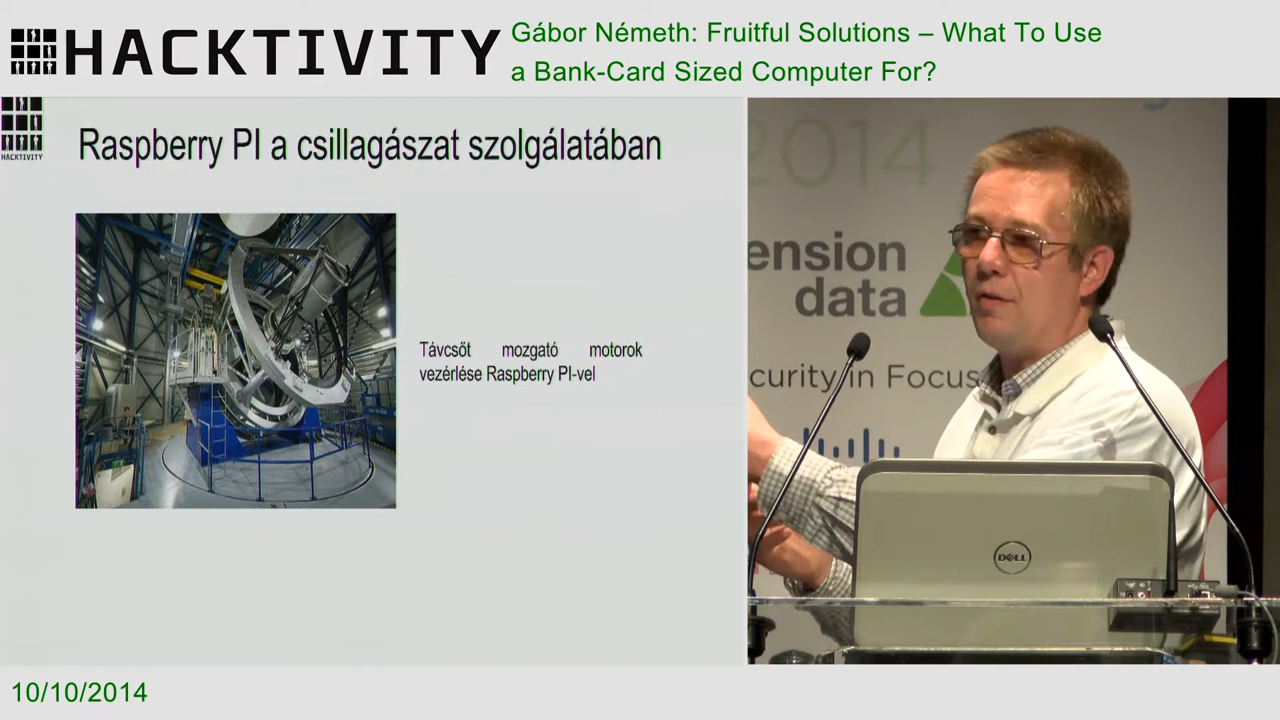 HACKTIVITY
Gábor Németh: Fruitful Solutions – What To Use
a Bank-Card Sized Computer For?
HACKTIVITY
Raspberry PI a csillagászat szolgálatában
Távcsőt mozgató motorok
vezérlése Raspberry PI-vel
2014
ension
data
curity in Focus
DELL
10/10/2014